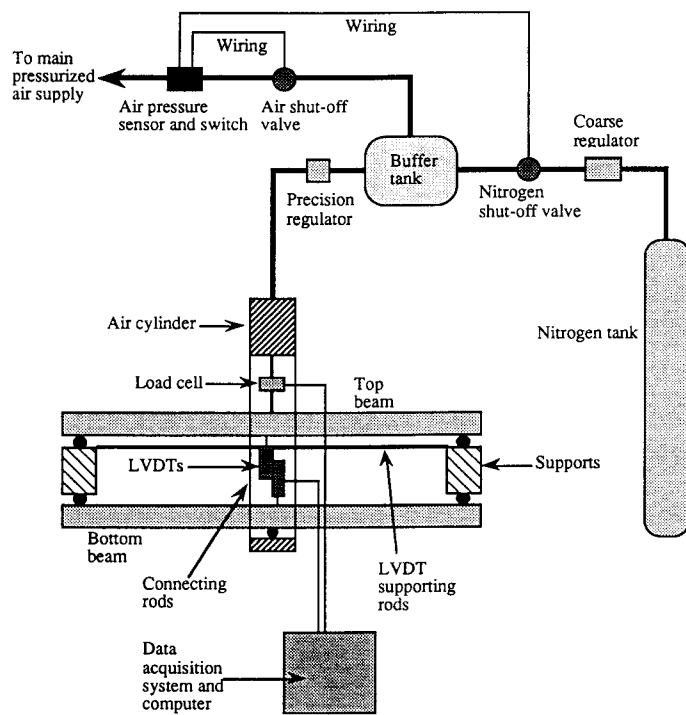 Wiring
Wiring
To main
pressurized
air supply
Air pressure
sensor and switch
Air shut-off
valve
Coarse
regulator
Buffer
tank
Precision
regulator
Nitrogen
shut-off valve
Air cylinder
Nitrogen tank
Load cell
Top
beam
LVDTs
Supports
Bottom
beam
Connecting
rods
LVDT
supporting
rods
Data
acquisition
system and
computer